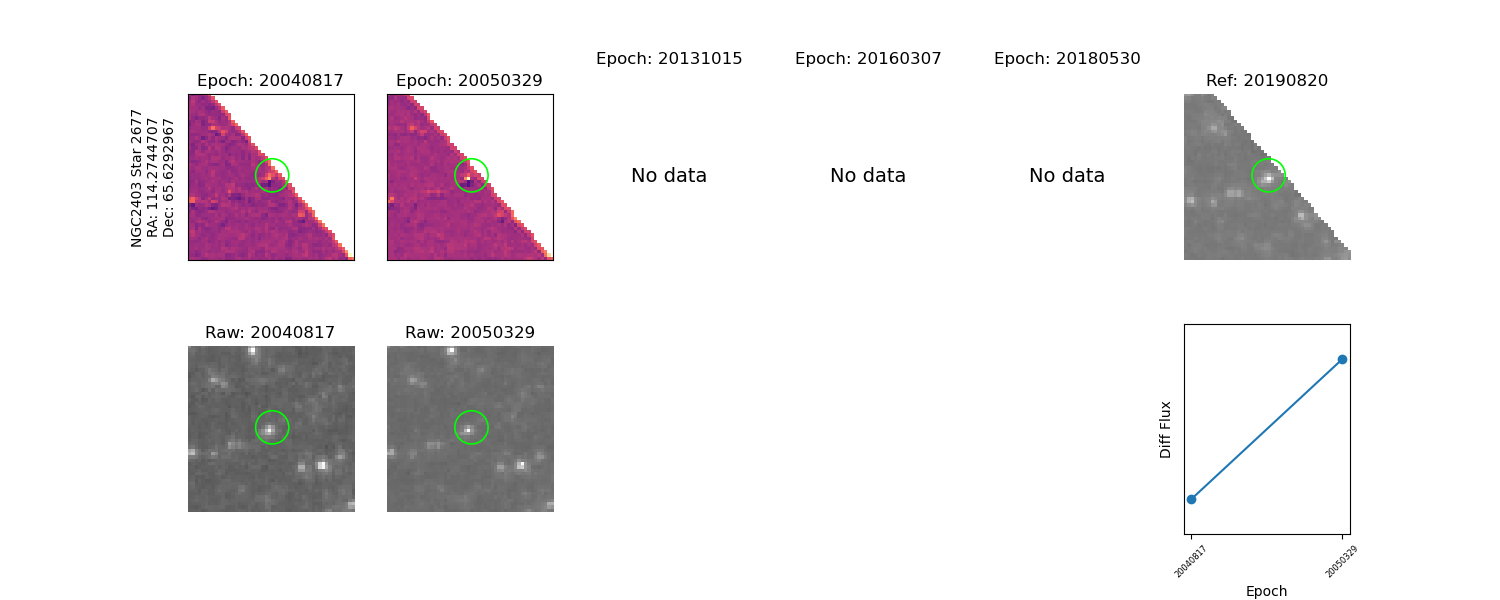 Epoch: 20040817
Epoch: 20050329
Epoch: 20131015
Epoch: 20160307
Epoch: 20180530
Ref: 20190820
NGC2403 Star 2677
RA: 114.2744707
Dec: 65.6292967
No data
No data
No data
Raw: 20040817
Raw: 20050329
Diff Flux
20040817
20050329
Epoch